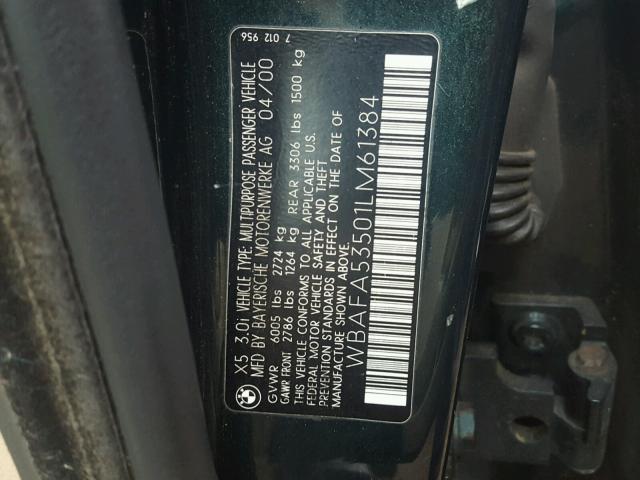 7 012 956
X5 3.0i VEHICLE TYPE: MULTIPURPOSE PASSENGER VEHICLE
MFD BY BAYERISCHE MOTORENWERKE AG 04/00
GVWR 6005 lbs 2724 kg
GAWR FRONT 2786 lbs 1264 kg REAR 3306 lbs 1500 kg
THIS VEHICLE CONFORMS TO ALL APPLICABLE U.S.
FEDERAL MOTOR VEHICLE SAFETY AND THEFT
PREVENTION STANDARDS IN EFFECT ON THE DATE OF
MANUFACTURE SHOWN ABOVE.
WBAFA53501LM61384